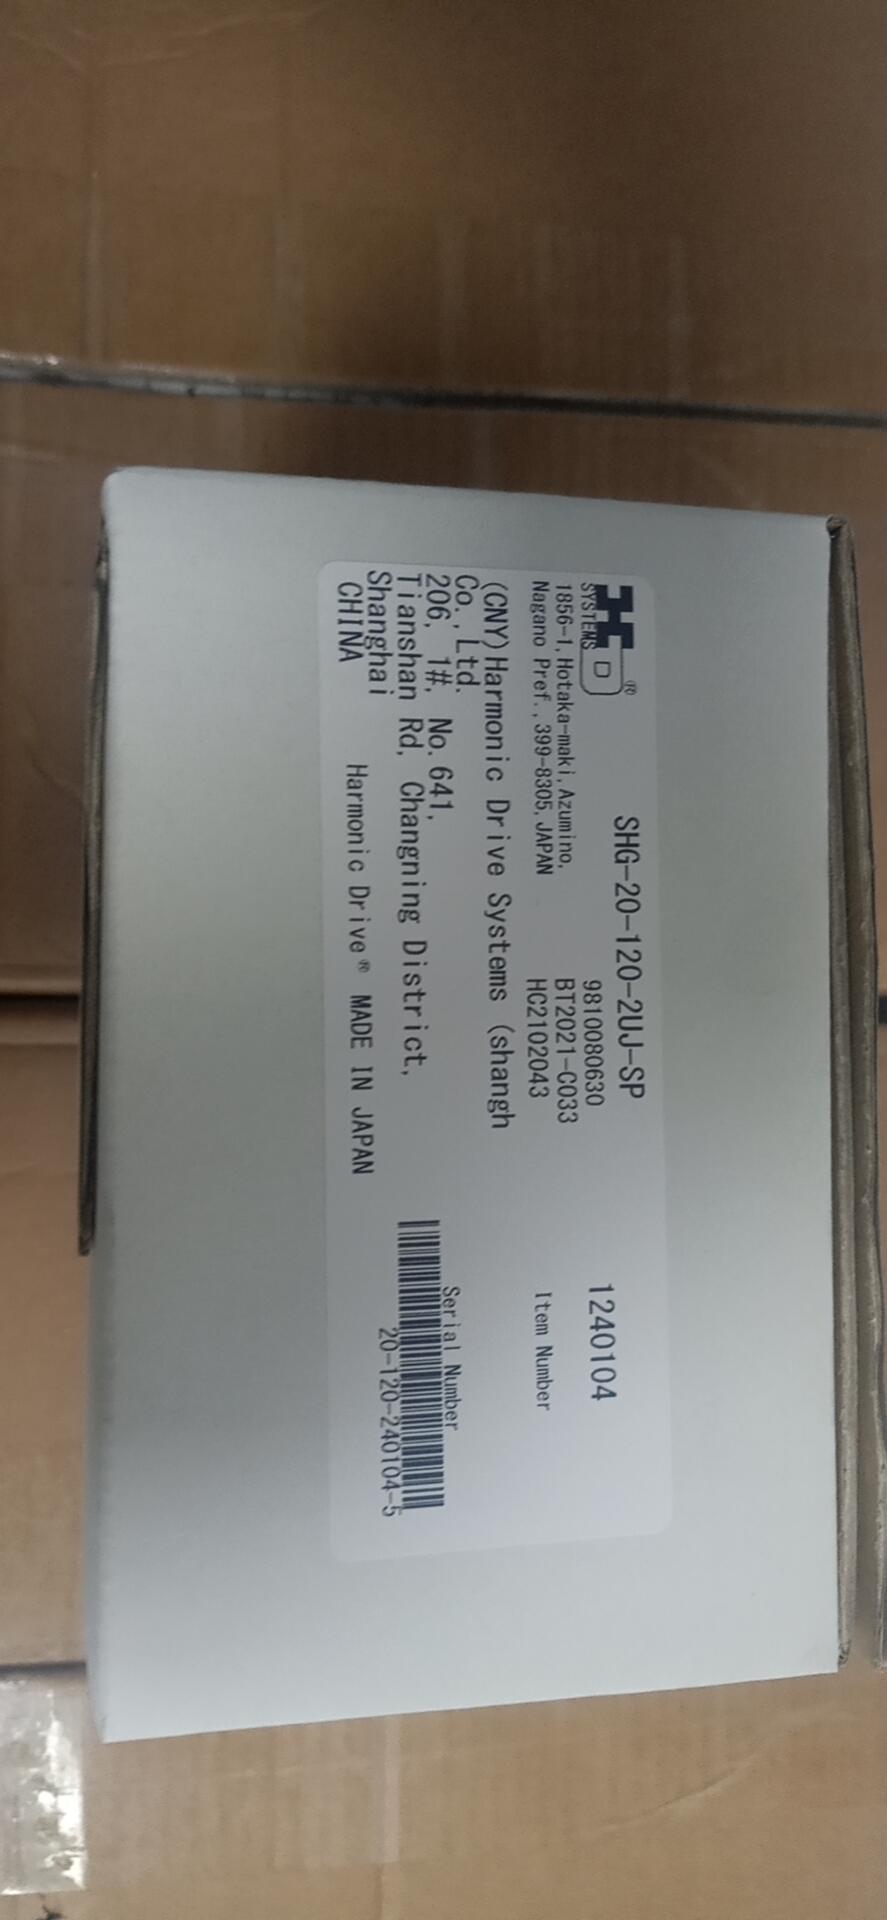 SHG-20-120-2UJ-SP
1240104
H D ®
SYSTEMS
1856-1, Hotaka-maki, Azumino,
Nagano Pref., 399-8305, JAPAN
9810080630
BT2021-C033
HC2102043
Item Number
(CNY)Harmonic Drive Systems (shangh
Co., Ltd.
206, 1#, No. 641,
Tianshan Rd, Changning District,
Shanghai
CHINA
Harmonic Drive® MADE IN JAPAN
Serial Number
20-120-240104-5